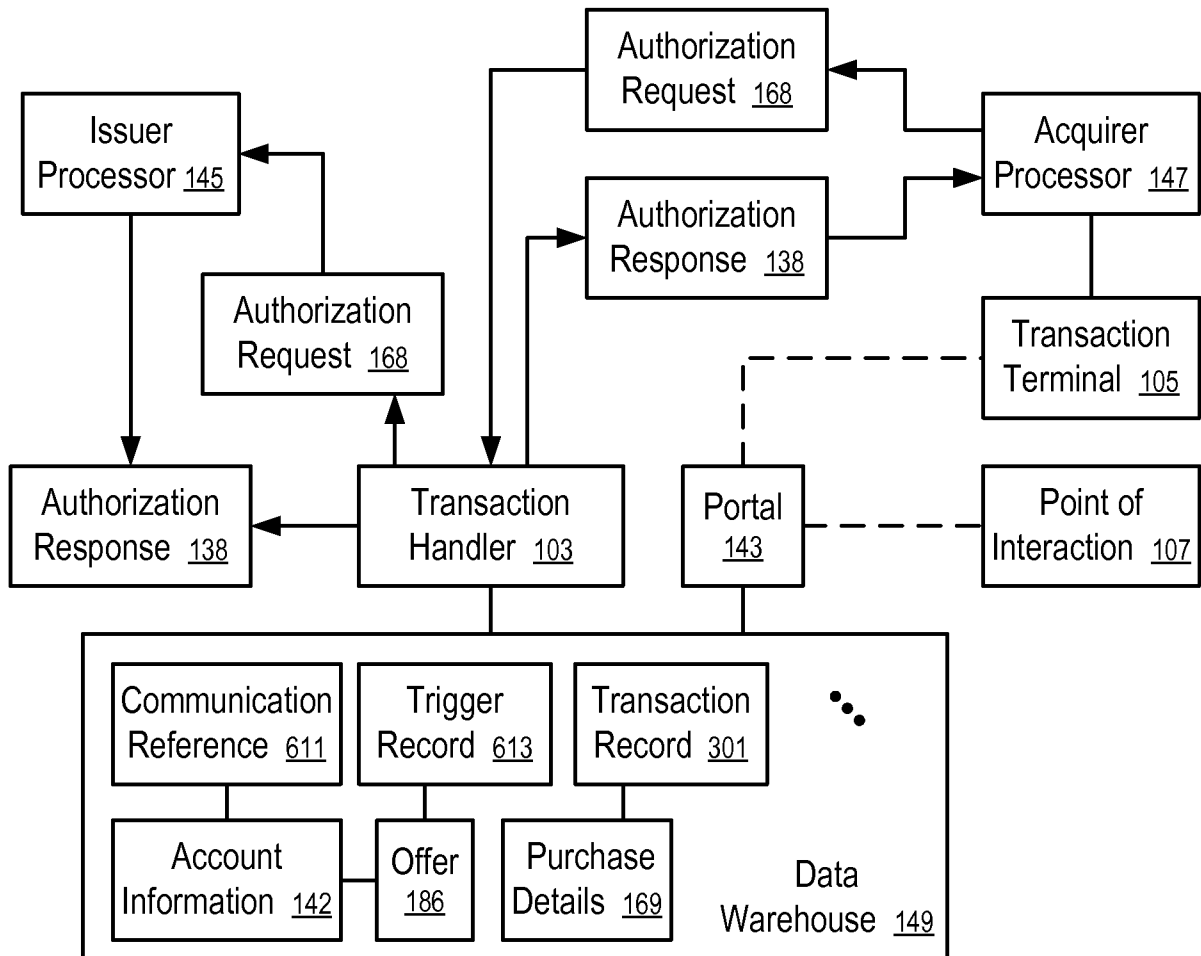 Authorization
Request 168
Issuer
Processor 145
Acquirer
Processor 147
Authorization
Response 138
Authorization
Request 168
Transaction
Terminal 105
Authorization
Response 138
Transaction
Handler 103
Portal
143
Point of
Interaction 107
Communication
Reference 611
Trigger
Record 613
Transaction
Record 301
Account
Information 142
Offer
186
Purchase
Details 169
Data
Warehouse 149